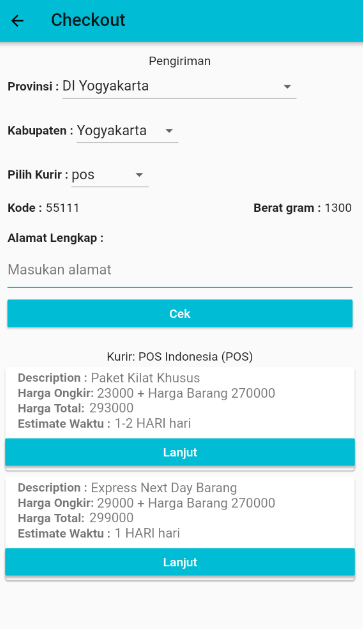 Checkout
Pengiriman
Provinsi : DI Yogyakarta
Kabupaten : Yogyakarta
Pilih Kurir : pos
Kode : 55111 Berat gram : 1300
Alamat Lengkap :
Masukan alamat
Cek
Kurir: POS Indonesia (POS)
Description : Paket Kilat Khusus
Harga Ongkir: 23000 + Harga Barang 270000
Harga Total: 293000
Estimate Waktu : 1-2 HARI hari
Lanjut
Description : Express Next Day Barang
Harga Ongkir: 29000 + Harga Barang 270000
Harga Total: 299000
Estimate Waktu : 1 HARI hari
Lanjut